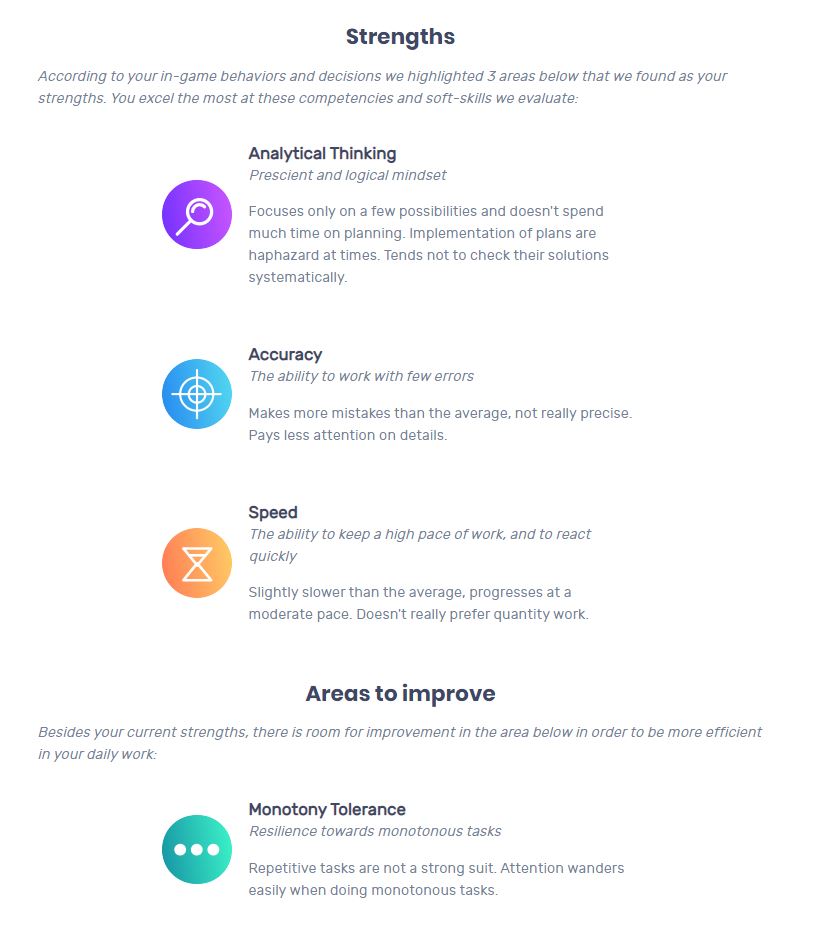 Strengths
According to your in-game behaviors and decisions we highlighted 3 areas below that we found as your
strengths. You excel the most at these competencies and soft-skills we evaluate:
Analytical Thinking
Prescient and logical mindset
Focuses only on a few possibilities and doesn't spend
much time on planning. Implementation of plans are
haphazard at times. Tends not to check their solutions
systematically.
Accuracy
The ability to work with few errors
Makes more mistakes than the average, not really precise.
Pays less attention on details.
Speed
The ability to keep a high pace of work, and to react
quickly
Slightly slower than the average, progresses at a
moderate pace. Doesn't really prefer quantity work.
Areas to improve
Besides your current strengths, there is room for improvement in the area below in order to be more efficient
in your daily work:
Monotony Tolerance
Resilience towards monotonous tasks
Repetitive tasks are not a strong suit. Attention wanders
easily when doing monotonous tasks.